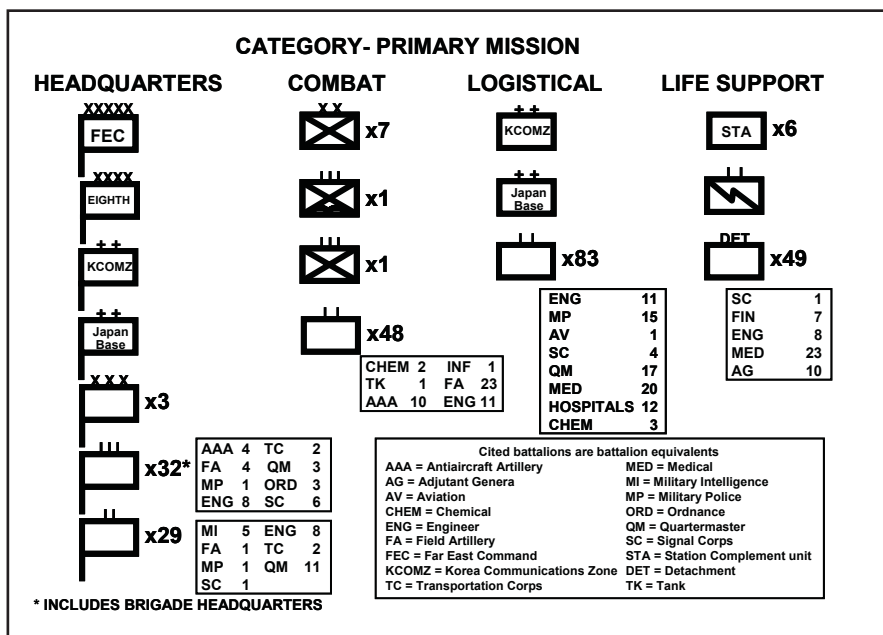 CATEGORY- PRIMARY MISSION
HEADQUARTERS COMBAT LOGISTICAL LIFE SUPPORT
XXXXX
FEC
XXXX
EIGHTH
++
KCOMZ
++
Japan
Base
XXX
x3
III
x32*
II
x29
AAA 4 TC 2
FA 4 QM 3
MP 1 ORD 3
ENG 8 SC 6
MI 5 ENG 8
FA 1 TC 2
MP 1 QM 11
SC 1
* INCLUDES BRIGADE HEADQUARTERS
XX
x7
III
x1
III
x1
II
x48
CHEM 2 INF 1
TK 1 FA 23
AAA 10 ENG 11
++
KCOMZ
++
Japan
Base
II
x83
ENG 11
MP 15
AV 1
SC 4
QM 17
MED 20
HOSPITALS 12
CHEM 3
STA x6
II
DET
x49
SC 1
FIN 7
ENG 8
MED 23
AG 10
Cited battalions are battalion equivalents
AAA = Antiaircraft Artillery MED = Medical
AG = Adjutant Genera MI = Military Intelligence
AV = Aviation MP = Military Police
CHEM = Chemical ORD = Ordnance
ENG = Engineer QM = Quartermaster
FA = Field Artillery SC = Signal Corps
FEC = Far East Command STA = Station Complement unit
KCOMZ = Korea Communications Zone DET = Detachment
TC = Transportation Corps TK = Tank